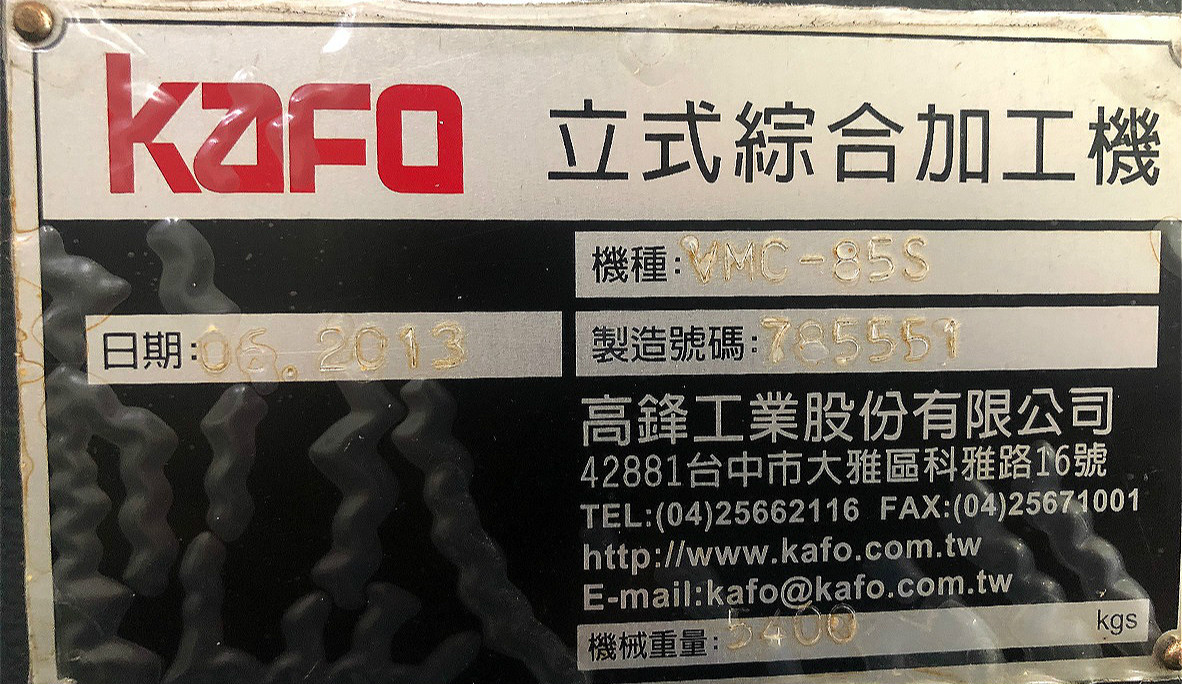 KAFO 立式綜合加工機
機種:VMC-85S
日期:06.2013
製造號碼:785551
高鋒工業股份有限公司
42881台中市大雅區科雅路16號
TEL:(04)25662116 FAX:(04)25671001
http://www.kafo.com.tw
E-mail:kafo@kafo.com.tw
機械重量:5400 kgs